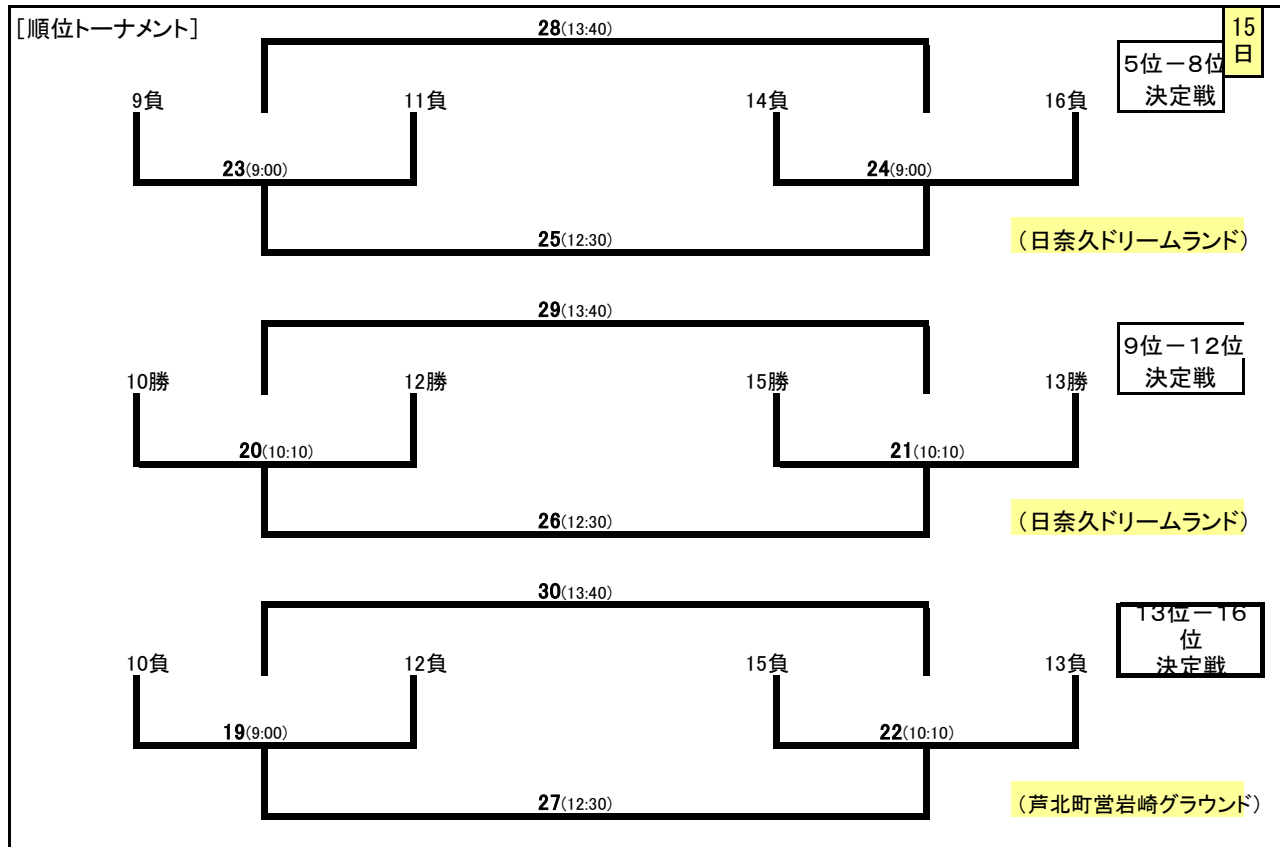 [順位トーナメント]
28(13:40)
15
日
5位－8位
決定戦
9負
11負
14負
16負
23(9:00)
24(9:00)
25(12:30)
(日奈久ドリームランド)
29(13:40)
9位－12位
決定戦
10勝
12勝
15勝
13勝
20(10:10)
21(10:10)
26(12:30)
(日奈久ドリームランド)
30(13:40)
13位－16
位
決定戦
10負
12負
15負
13負
19(9:00)
22(10:10)
27(12:30)
(芦北町営岩崎グラウンド)